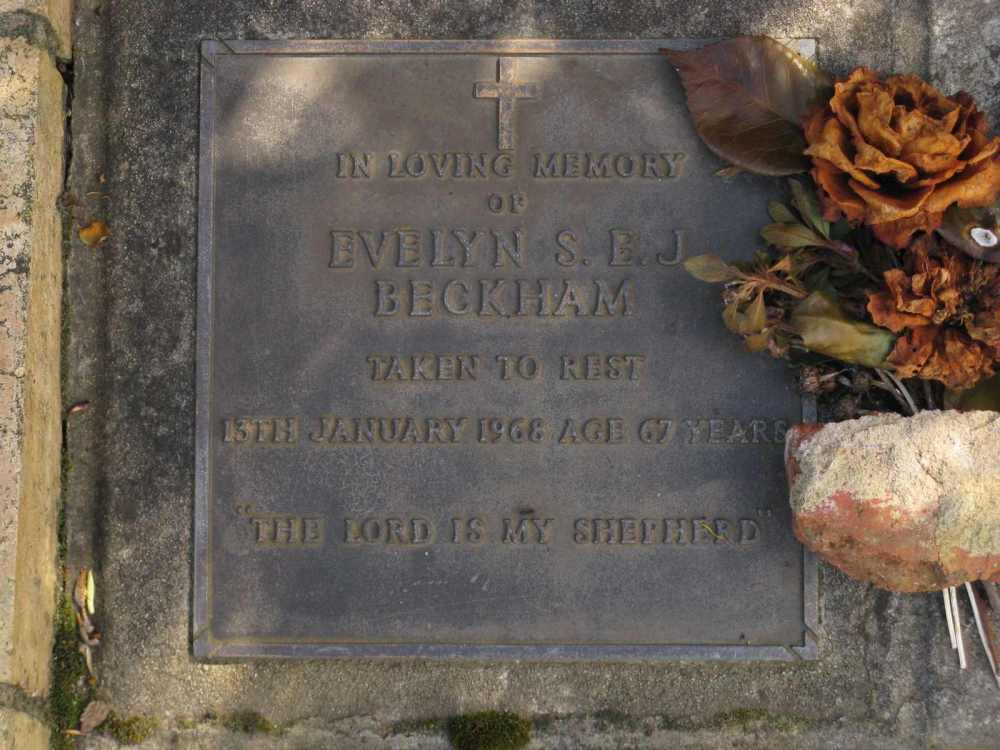 IN LOVING MEMORY
OF
EVELYN S. E. J.
BECKHAM
TAKEN TO REST
13TH JANUARY 1968 AGE 67 YEARS
"THE LORD IS MY SHEPHERD"